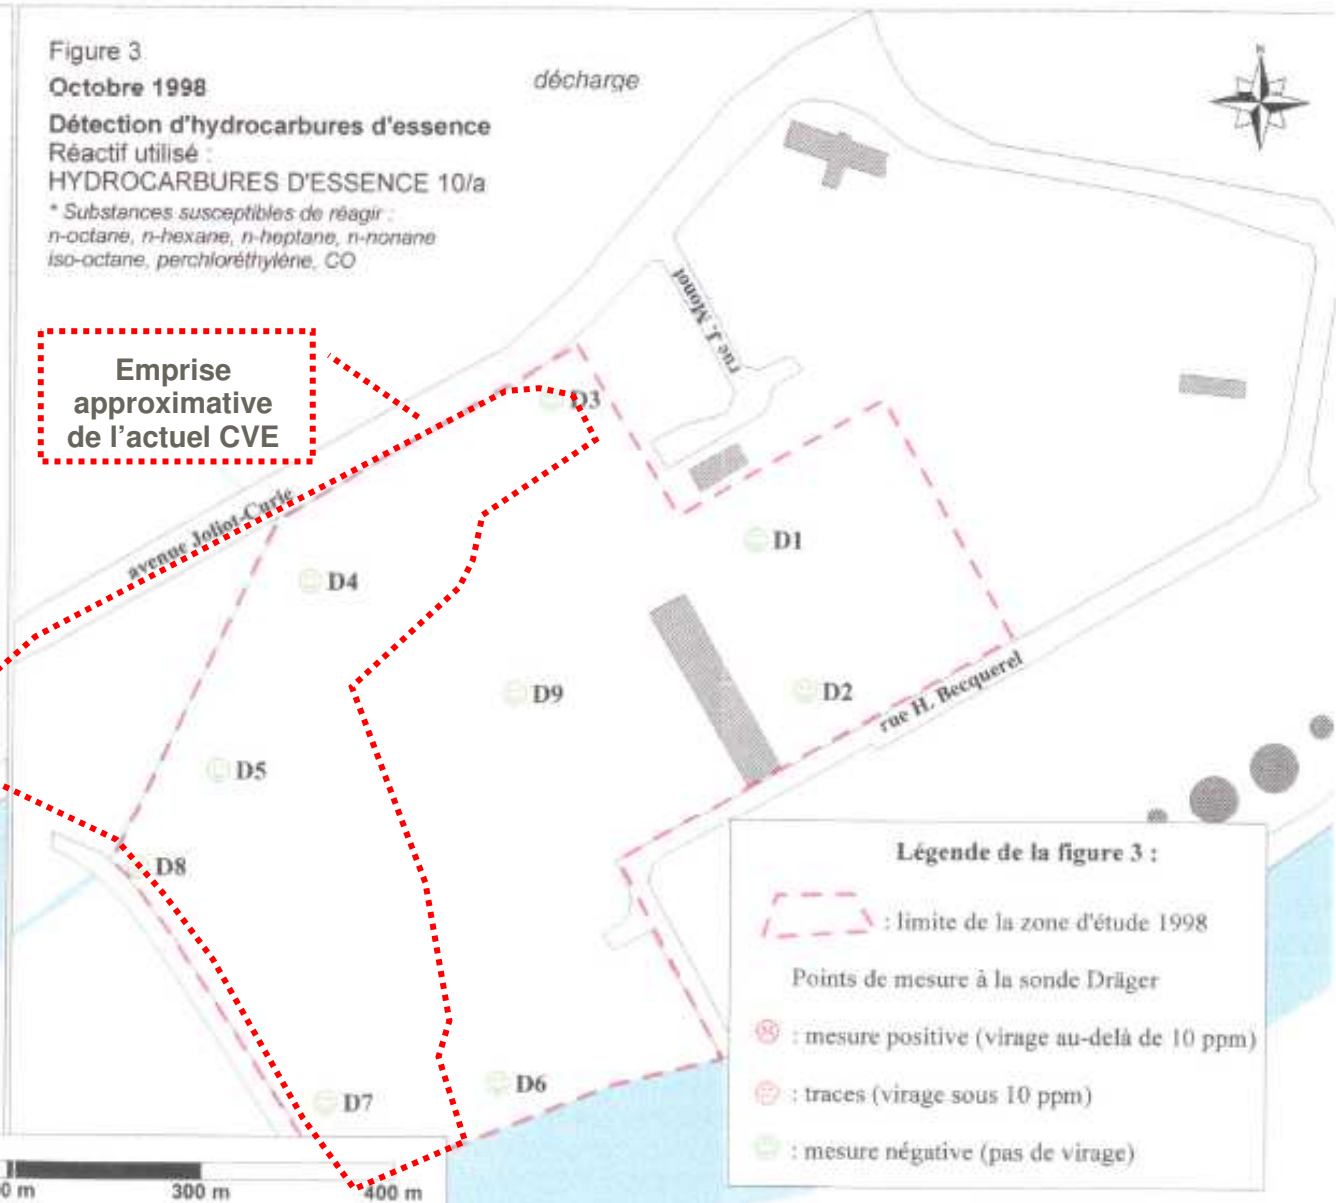 Figure 3
Octobre 1998
Détection d'hydrocarbures d'essence
Réactif utilisé :
HYDROCARBURES D'ESSENCE 10/a
* Substances susceptibles de réagir :
n-octane, n-hexane, n-heptane, n-nonane
iso-octane, perchloréthylène, CO
décharge
N
Emprise
approximative
de l'actuel CVE
rue J. Monod
avenue Joliot-Curie
rue H. Becquerel
D3
D1
D4
D9
D2
D5
D8
D6
D7
Légende de la figure 3 :
: limite de la zone d'étude 1998
Points de mesure à la sonde Dräger
: mesure positive (virage au-delà de 10 ppm)
: traces (virage sous 10 ppm)
: mesure négative (pas de virage)
0 m
300 m
400 m